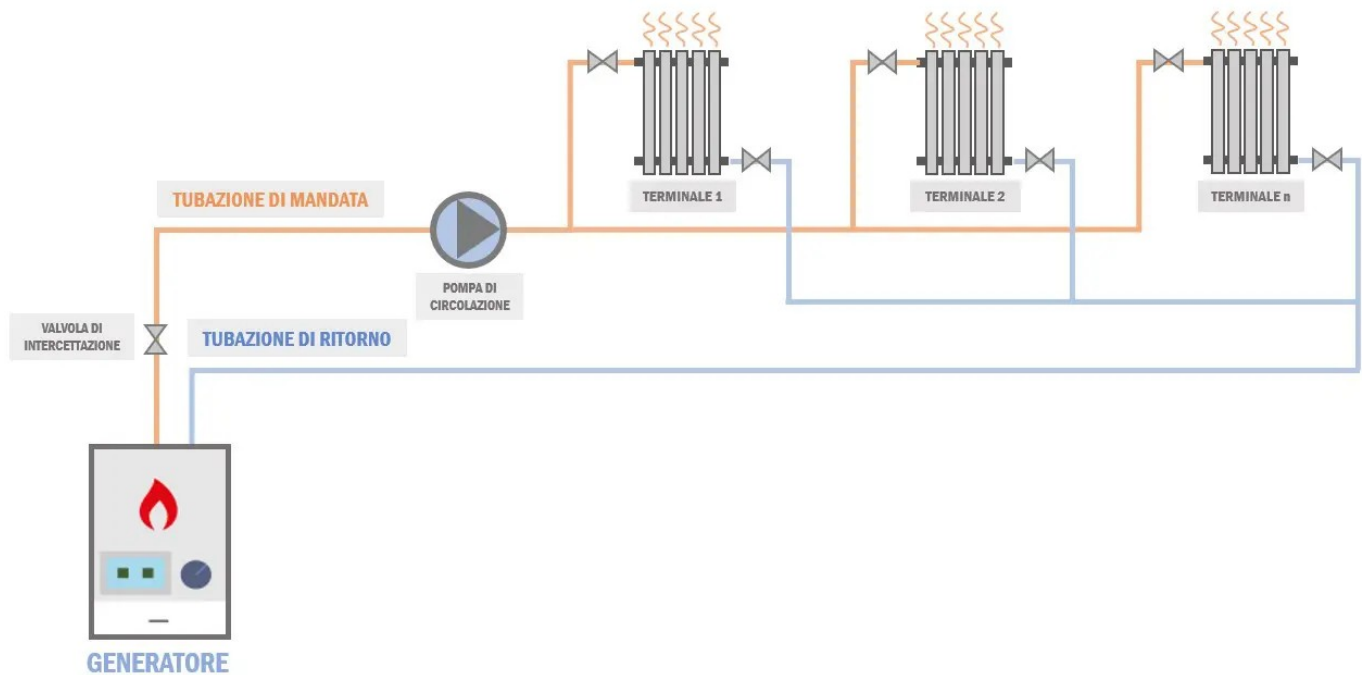 TERMINALE 1
TERMINALE 2
TERMINALE n
TUBAZIONE DI MANDATA
POMPA DI
CIRCOLAZIONE
VALVOLA DI
INTERCETTAZIONE
TUBAZIONE DI RITORNO
GENERATORE